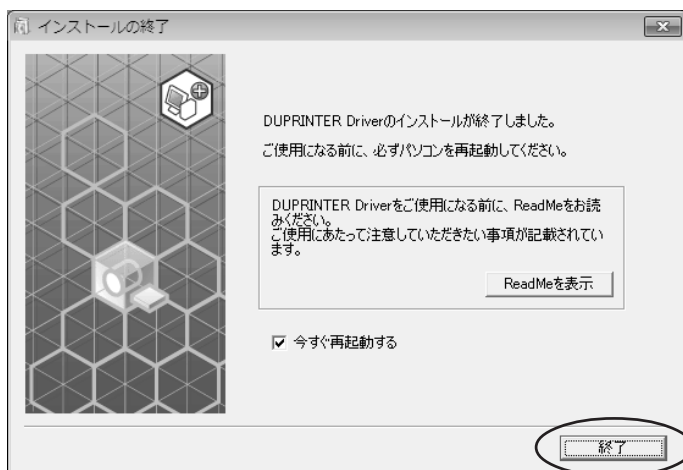 インストールの終了
DUPRINTER Driverのインストールが終了しました。
ご使用になる前に、必ずパソコンを再起動してください。
DUPRINTER Driverをご使用になる前に、ReadMeをお読
みください。
ご使用にあたって注意していただきたい事項が記載されてい
ます。
ReadMeを表示
今すぐ再起動する
終了